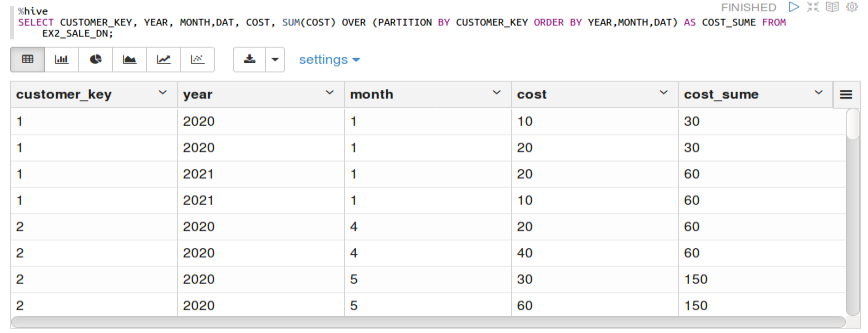 %hive
FINISHED
SELECT CUSTOMER_KEY, YEAR, MONTH,DAT, COST, SUM(COST) OVER (PARTITION BY CUSTOMER_KEY ORDER BY YEAR,MONTH,DAT) AS COST_SUME FROM
EX2_SALE_DN;
settings
customer_key year month cost cost_sume
1 2020 1 10 30
1 2020 1 20 30
1 2021 1 20 60
1 2021 1 10 60
2 2020 4 20 60
2 2020 4 40 60
2 2020 5 30 150
2 2020 5 60 150